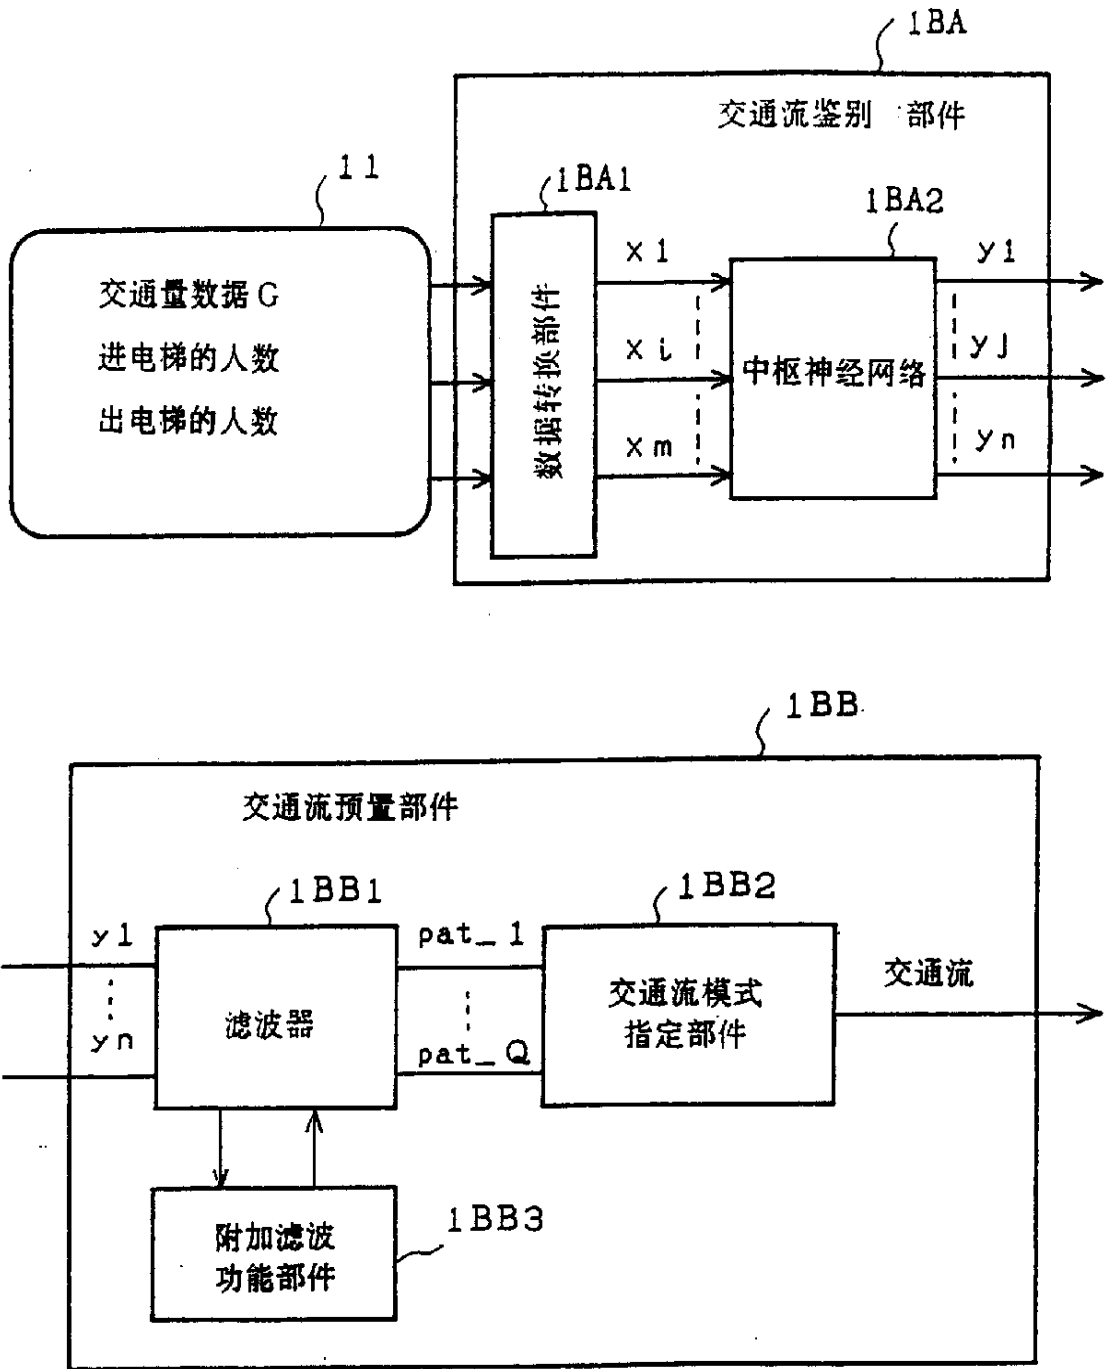 1BA
交通流鉴别 部件
11
1BA1
1BA2
交通量数据G
进电梯的人数
出电梯的人数
数据转换部件
x1
xi
xm
中枢神经网络
y1
yj
yn
1BB
交通流预置部件
1BB1
1BB2
y1
yn
滤波器
pat_1
pat_Q
交通流模式
指定部件
交通流
1BB3
附加滤波
功能部件